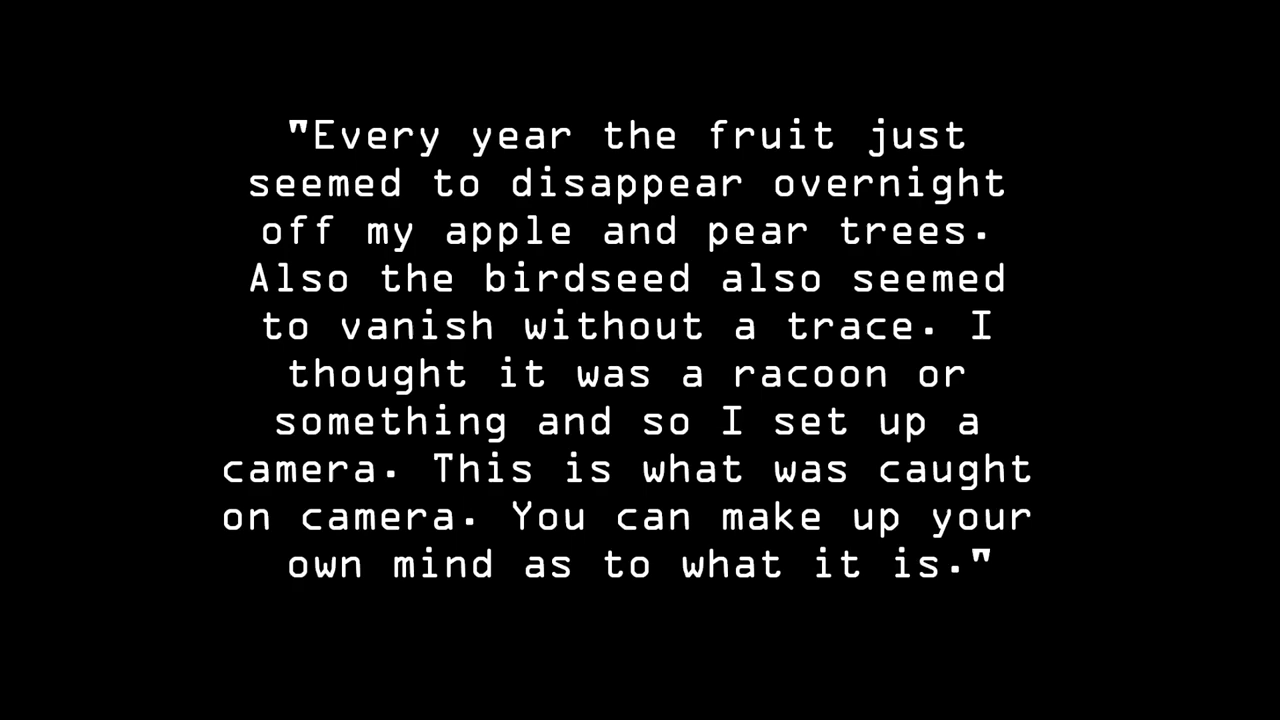 "Every year the fruit just
seemed to disappear overnight
off my apple and pear trees.
Also the birdseed also seemed
to vanish without a trace. I
thought it was a racoon or
something and so I set up a
camera. This is what was caught
on camera. You can make up your
own mind as to what it is."